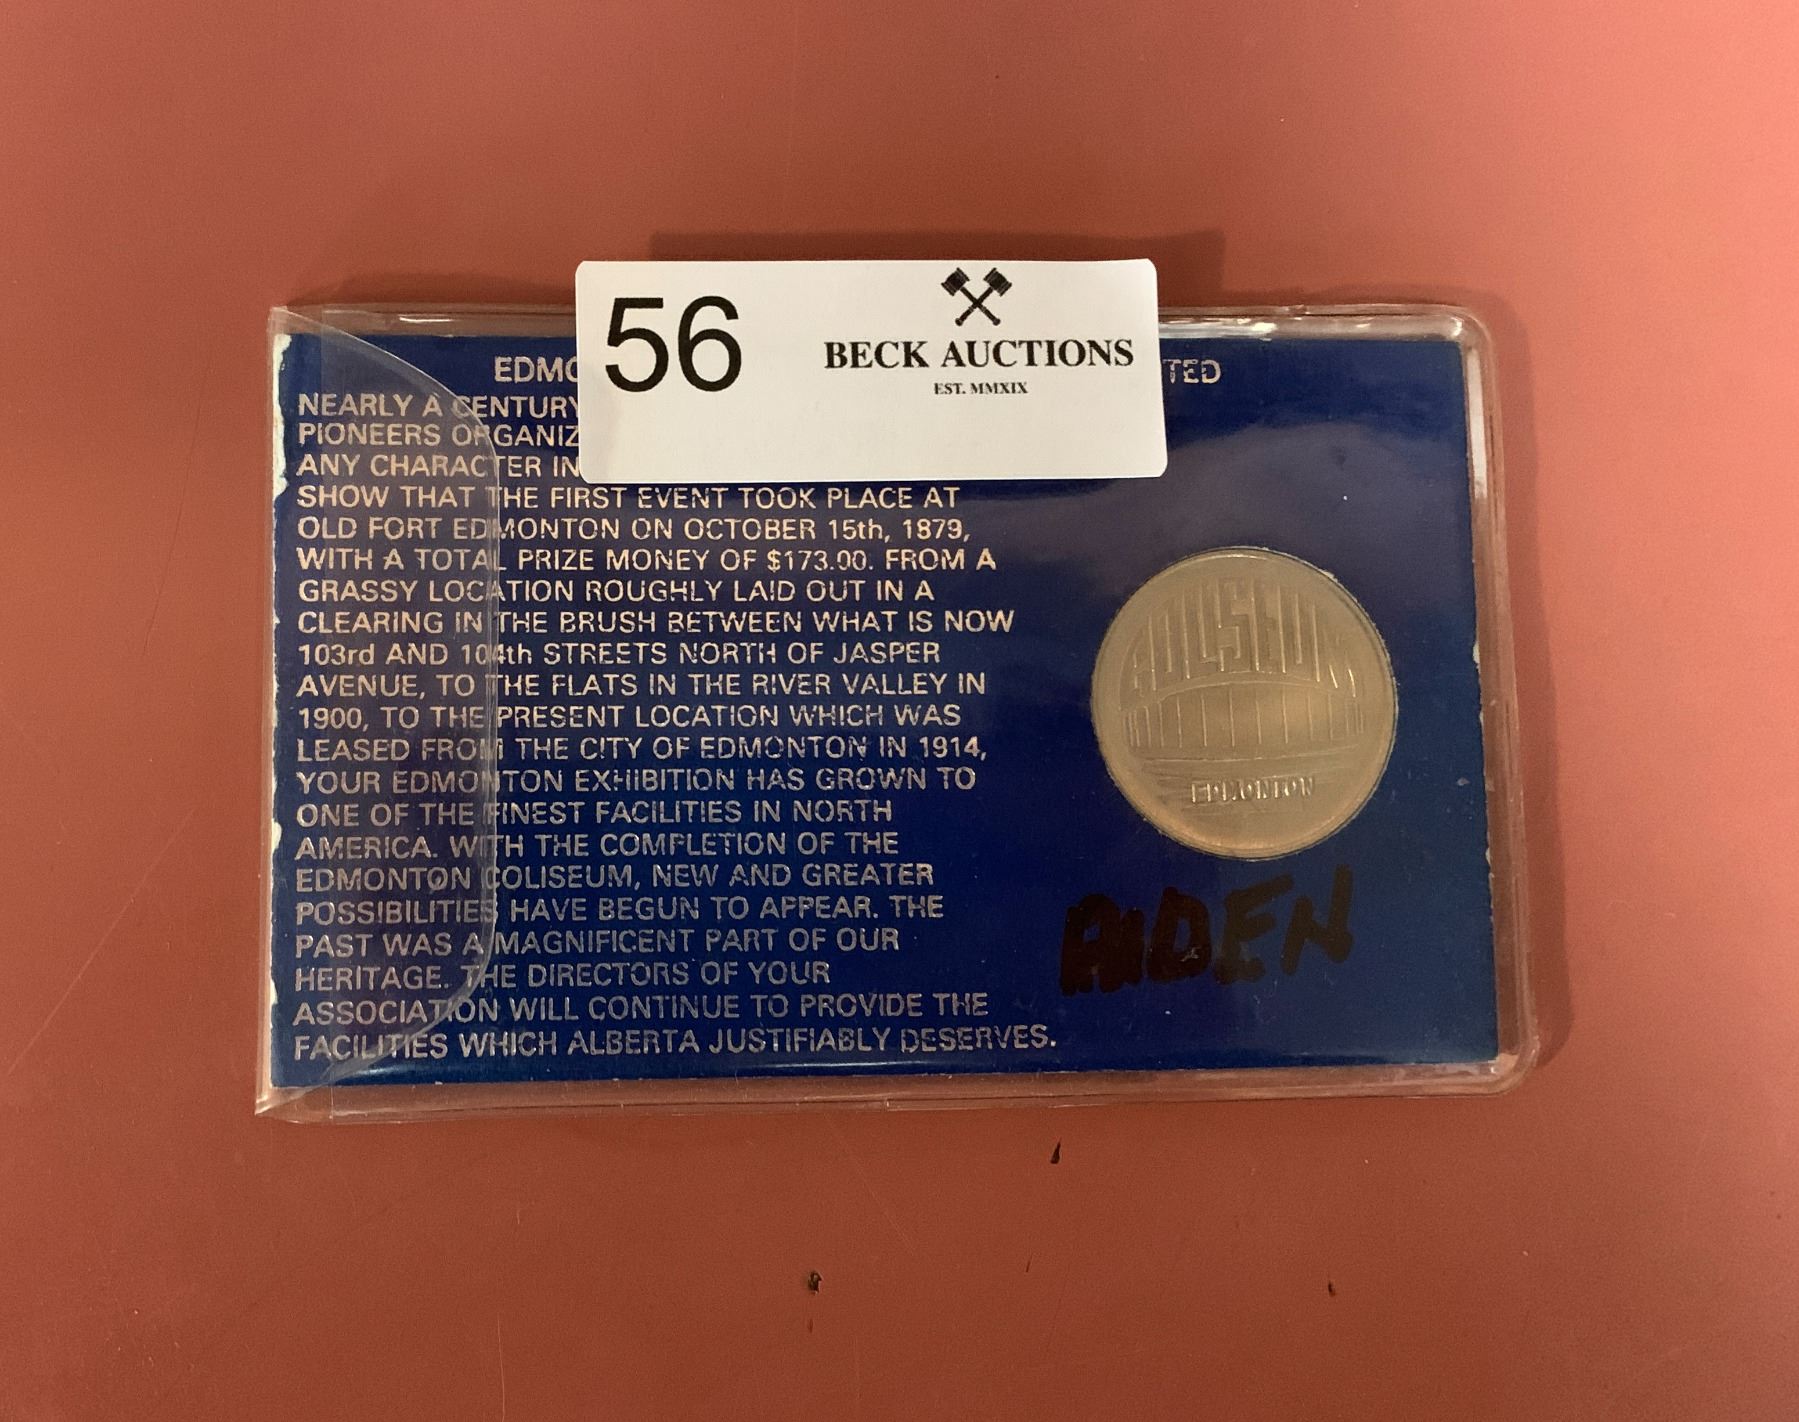 56
BECK AUCTIONS
EST. MMXIX
EDMO TED
NEARLY A CENTURY
PIONEERS ORGANIZ
ANY CHARACTER IN
SHOW THAT THE FIRST EVENT TOOK PLACE AT
OLD FORT EDMONTON ON OCTOBER 15th, 1879,
WITH A TOTAL PRIZE MONEY OF $173.00. FROM A
GRASSY LOCATION ROUGHLY LAID OUT IN A
CLEARING IN THE BRUSH BETWEEN WHAT IS NOW
103rd AND 104th STREETS NORTH OF JASPER
AVENUE, TO THE FLATS IN THE RIVER VALLEY IN
1900, TO THE PRESENT LOCATION WHICH WAS
LEASED FROM THE CITY OF EDMONTON IN 1914,
YOUR EDMONTON EXHIBITION HAS GROWN TO
ONE OF THE FINEST FACILITIES IN NORTH
AMERICA. WITH THE COMPLETION OF THE
EDMONTON COLISEUM, NEW AND GREATER
POSSIBILITIES HAVE BEGUN TO APPEAR. THE
PAST WAS A MAGNIFICENT PART OF OUR
HERITAGE. THE DIRECTORS OF YOUR
ASSOCIATION WILL CONTINUE TO PROVIDE THE
FACILITIES WHICH ALBERTA JUSTIFIABLY DESERVES.
COLISEUM
EDMONTON
AIDEN